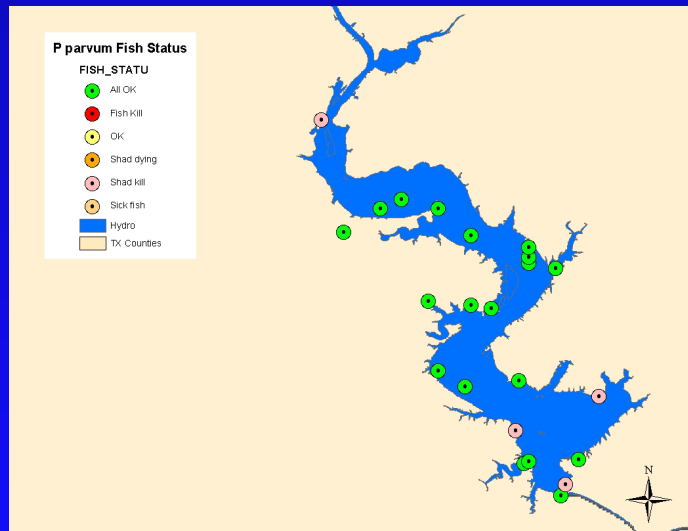 P parvum Fish Status
FISH_STATU
All OK
Fish Kill
OK
Shad dying
Shad kill
Sick fish
Hydro
TX Counties
N